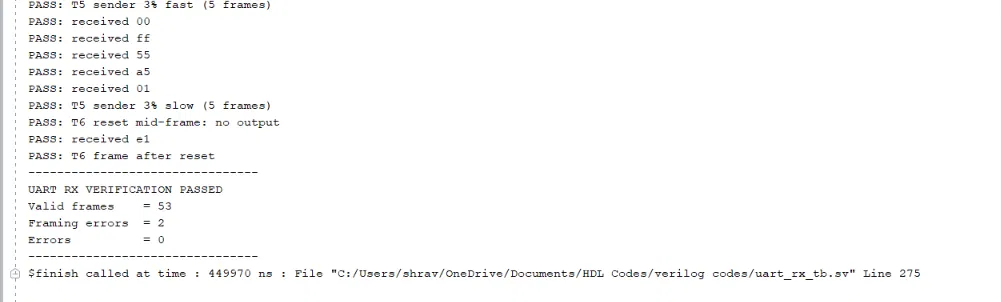 PASS: T5 sender 3% fast (5 frames)
PASS: received 00
PASS: received ff
PASS: received 55
PASS: received a5
PASS: received 01
PASS: T5 sender 3% slow (5 frames)
PASS: T6 reset mid-frame: no output
PASS: received e1
PASS: T6 frame after reset
--------------------------------
UART RX VERIFICATION PASSED
Valid frames    = 53
Framing errors  = 2
Errors          = 0
--------------------------------
$finish called at time : 449970 ns : File "C:/Users/shrav/OneDrive/Documents/HDL Codes/verilog codes/uart_rx_tb.sv" Line 275